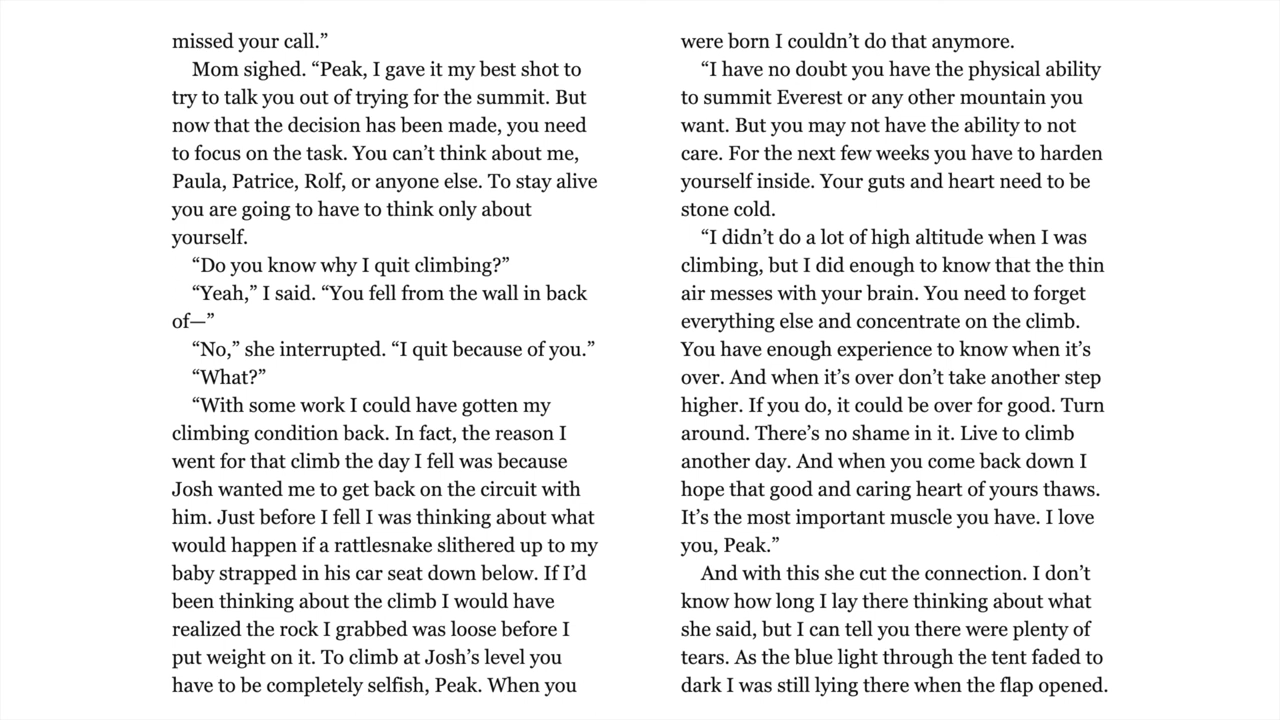 missed your call.”
Mom sighed. “Peak, I gave it my best shot to
try to talk you out of trying for the summit. But
now that the decision has been made, you need
to focus on the task. You can’t think about me,
Paula, Patrice, Rolf, or anyone else. To stay alive
you are going to have to think only about
yourself.
“Do you know why I quit climbing?”
“Yeah,” I said. “You fell from the wall in back
of—”
“No,” she interrupted. “I quit because of you.”
“What?”
“With some work I could have gotten my
climbing condition back. In fact, the reason I
went for that climb the day I fell was because
Josh wanted me to get back on the circuit with
him. Just before I fell I was thinking about what
would happen if a rattlesnake slithered up to my
baby strapped in his car seat down below. If I’d
been thinking about the climb I would have
realized the rock I grabbed was loose before I
put weight on it. To climb at Josh’s level you
have to be completely selfish, Peak. When you
were born I couldn’t do that anymore.
“I have no doubt you have the physical ability
to summit Everest or any other mountain you
want. But you may not have the ability to not
care. For the next few weeks you have to harden
yourself inside. Your guts and heart need to be
stone cold.
“I didn’t do a lot of high altitude when I was
climbing, but I did enough to know that the thin
air messes with your brain. You need to forget
everything else and concentrate on the climb.
You have enough experience to know when it’s
over. And when it’s over don’t take another step
higher. If you do, it could be over for good. Turn
around. There’s no shame in it. Live to climb
another day. And when you come back down I
hope that good and caring heart of yours thaws.
It’s the most important muscle you have. I love
you, Peak.”
And with this she cut the connection. I don’t
know how long I lay there thinking about what
she said, but I can tell you there were plenty of
tears. As the blue light through the tent faded to
dark I was still lying there when the flap opened.